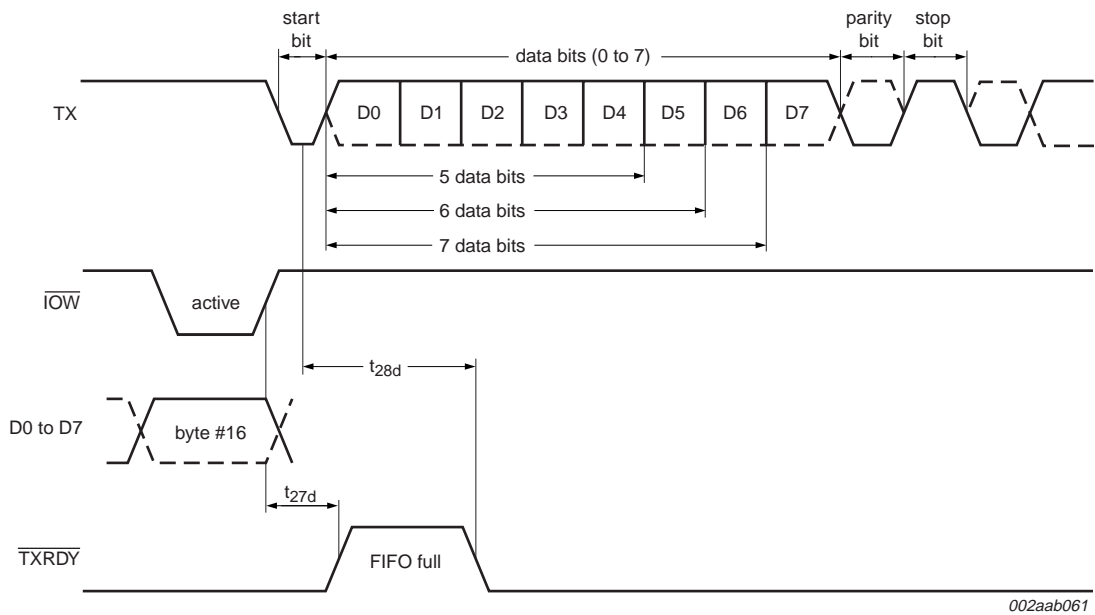 start bit
data bits (0 to 7)
parity bit
stop bit
TX
D0 D1 D2 D3 D4 D5 D6 D7
5 data bits
6 data bits
7 data bits
IOW
active
t28d
D0 to D7
byte #16
t27d
TXRDY
FIFO full
002aab061